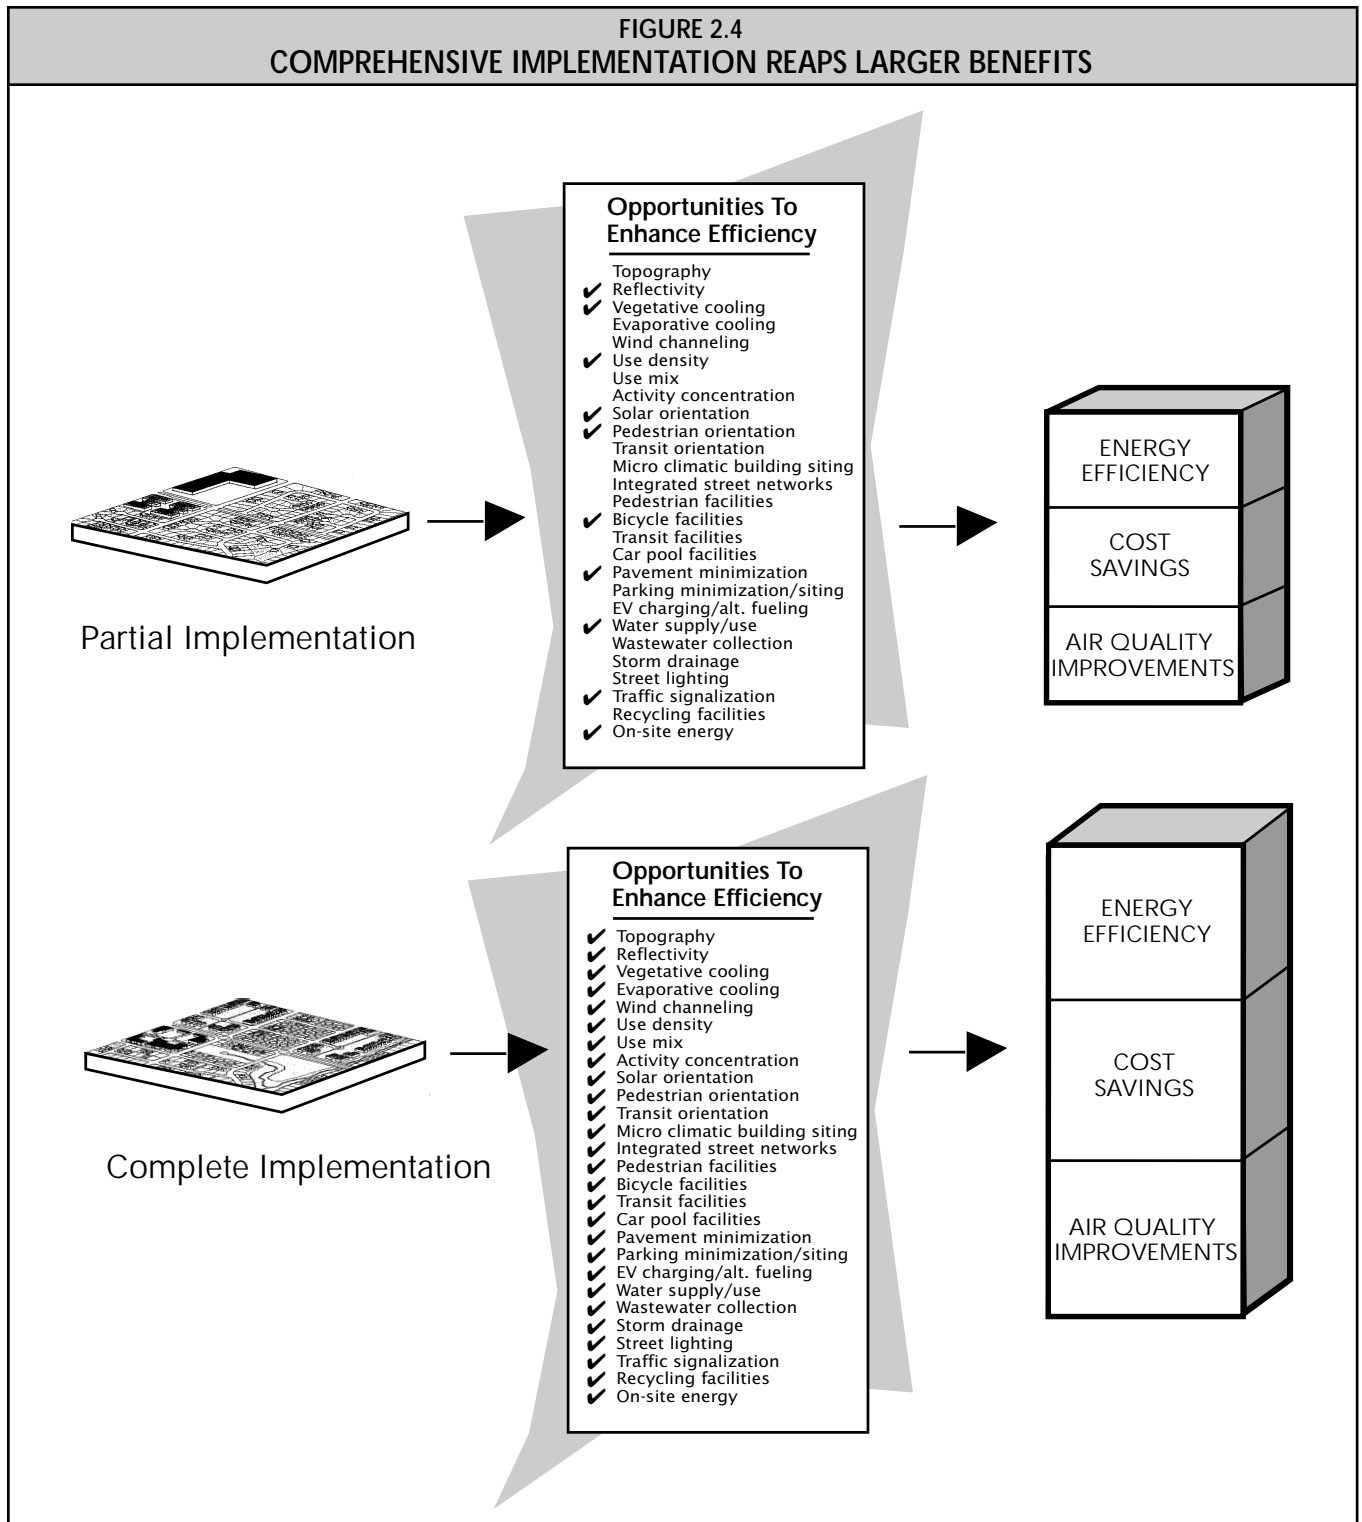 FIGURE 2.4
COMPREHENSIVE IMPLEMENTATION REAPS LARGER BENEFITS
Partial Implementation
Opportunities To
Enhance Efficiency
Topography
✔ Reflectivity
✔ Vegetative cooling
Evaporative cooling
Wind channeling
✔ Use density
Use mix
Activity concentration
✔ Solar orientation
✔ Pedestrian orientation
Transit orientation
Micro climatic building siting
Integrated street networks
Pedestrian facilities
✔ Bicycle facilities
Transit facilities
Car pool facilities
✔ Pavement minimization
Parking minimization/siting
EV charging/alt. fueling
✔ Water supply/use
Wastewater collection
Storm drainage
Street lighting
✔ Traffic signalization
Recycling facilities
✔ On-site energy
ENERGY
EFFICIENCY
COST
SAVINGS
AIR QUALITY
IMPROVEMENTS
Complete Implementation
Opportunities To
Enhance Efficiency
✔ Topography
✔ Reflectivity
✔ Vegetative cooling
✔ Evaporative cooling
✔ Wind channeling
✔ Use density
✔ Use mix
✔ Activity concentration
✔ Solar orientation
✔ Pedestrian orientation
✔ Transit orientation
✔ Micro climatic building siting
✔ Integrated street networks
✔ Pedestrian facilities
✔ Bicycle facilities
✔ Transit facilities
✔ Car pool facilities
✔ Pavement minimization
✔ Parking minimization/siting
✔ EV charging/alt. fueling
✔ Water supply/use
✔ Wastewater collection
✔ Storm drainage
✔ Street lighting
✔ Traffic signalization
✔ Recycling facilities
✔ On-site energy
ENERGY
EFFICIENCY
COST
SAVINGS
AIR QUALITY
IMPROVEMENTS